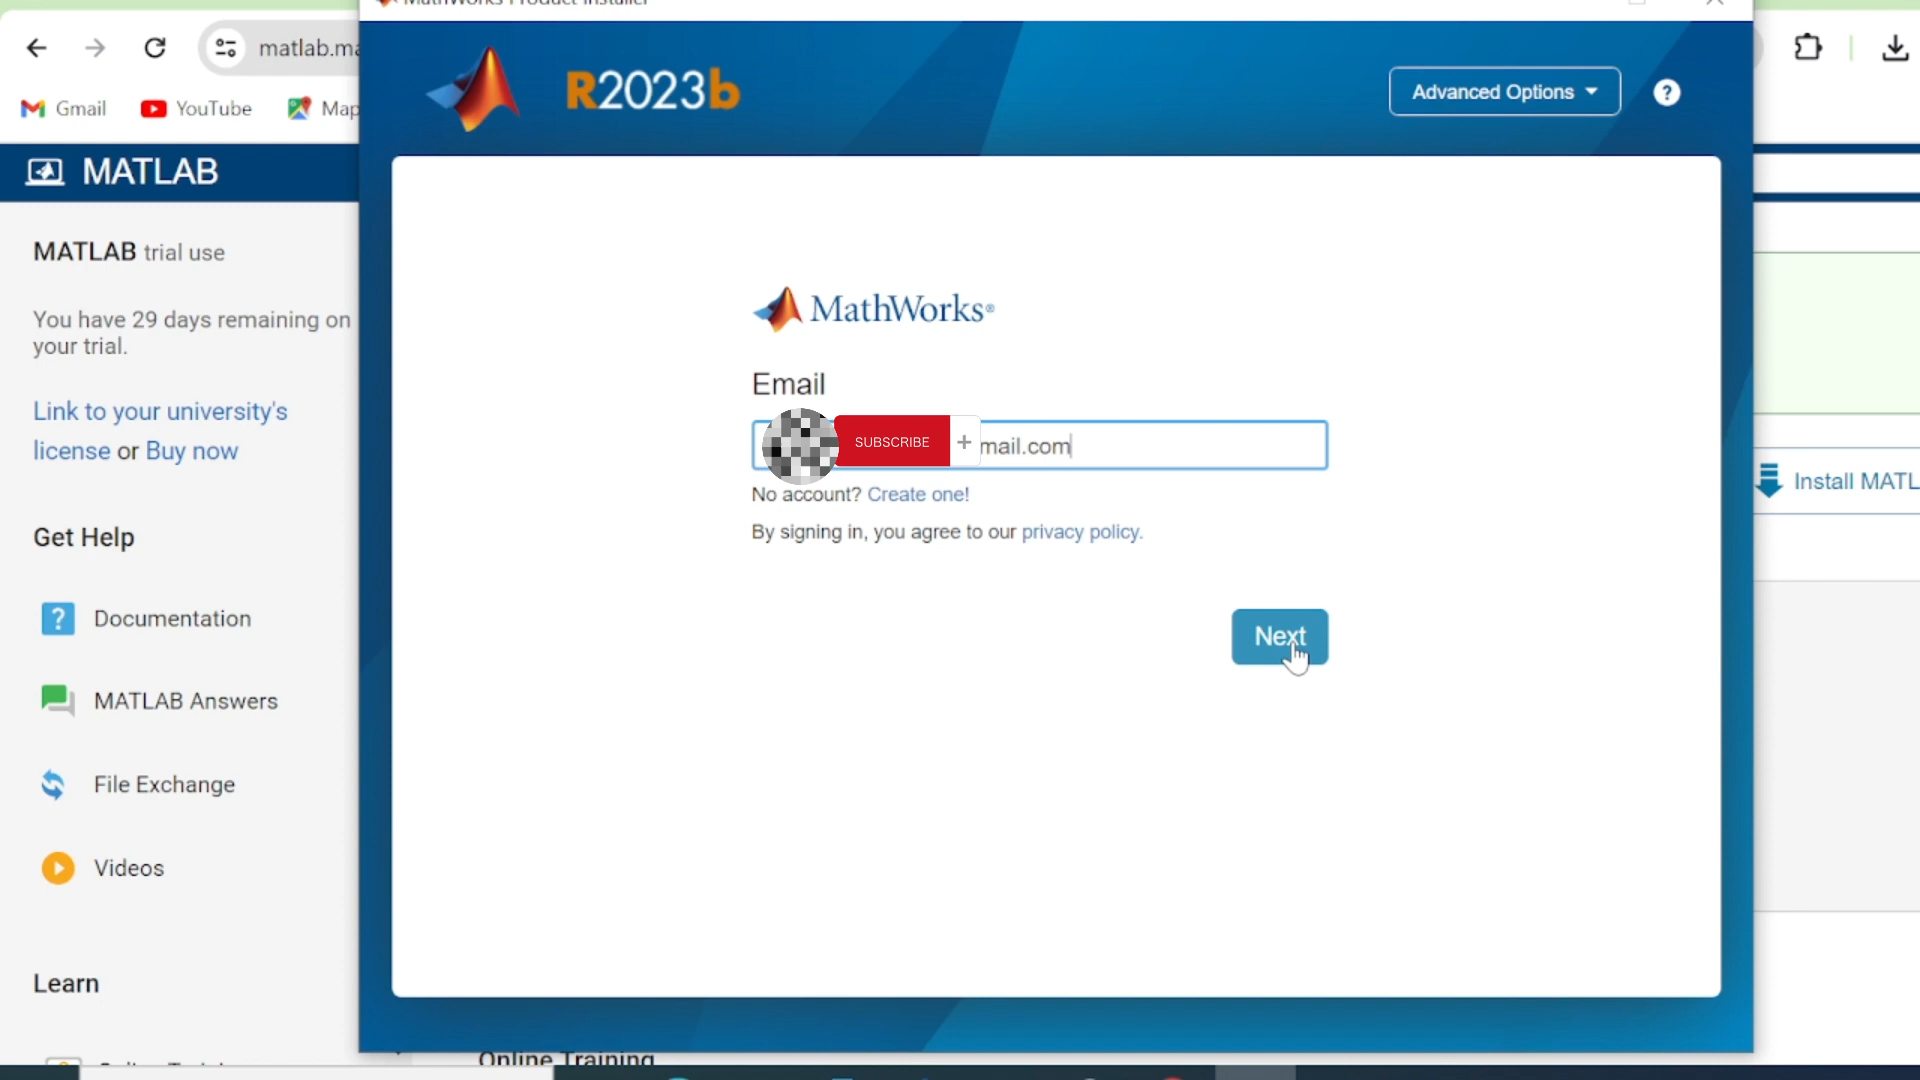 MathWorks Product Installer
matlab.ma
Gmail
YouTube
Map
R2023b
Advanced Options
?
MATLAB
MATLAB trial use
You have 29 days remaining on
your trial.
Link to your university's
license or Buy now
Get Help
? Documentation
MATLAB Answers
File Exchange
Videos
Learn
MathWorks®
Email
SUBSCRIBE + mail.com
No account? Create one!
By signing in, you agree to our privacy policy.
Next
Install MATL
Online Training